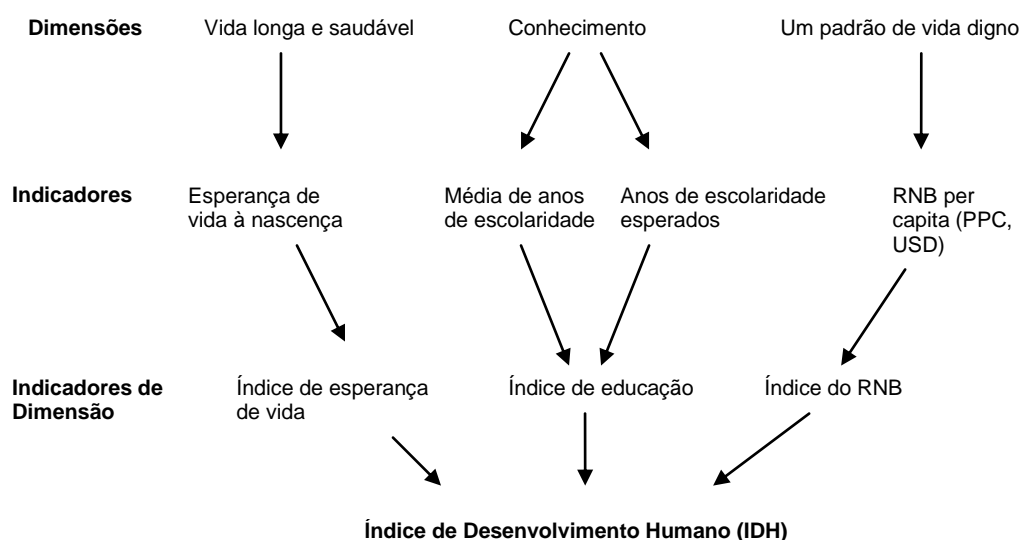 Dimensões
Vida longa e saudável
Conhecimento
Um padrão de vida digno
Indicadores
Esperança de
vida à nascença
Média de anos
de escolaridade
Anos de escolaridade
esperados
RNB per
capita (PPC,
USD)
Indicadores de
Dimensão
Índice de esperança
de vida
Índice de educação
Índice do RNB
Índice de Desenvolvimento Humano (IDH)